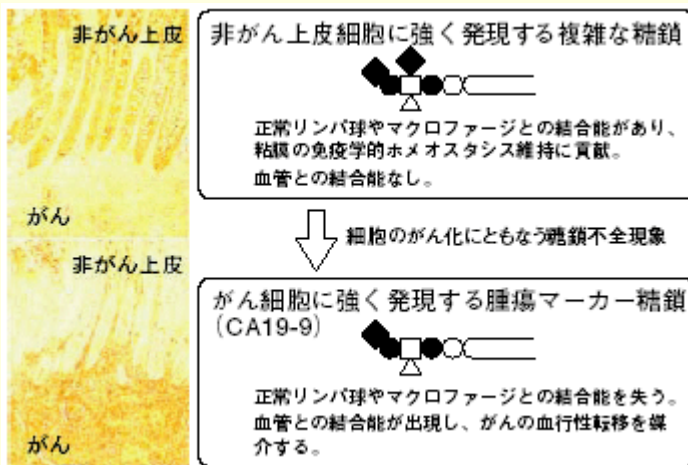 非がん上皮
がん
非がん上皮細胞に強く発現する複雑な糖鎖
正常リンパ球やマクロファージとの結合能があり、
粘膜の免疫学的ホメオスタシス維持に貢献。
血管との結合能なし。
細胞のがん化にともなう糖鎖不全現象
非がん上皮
がん
がん細胞に強く発現する腫瘍マーカー糖鎖
(CA19-9)
正常リンパ球やマクロファージとの結合能を失う。
血管との結合能が出現し、がんの血行性転移を媒
介する。